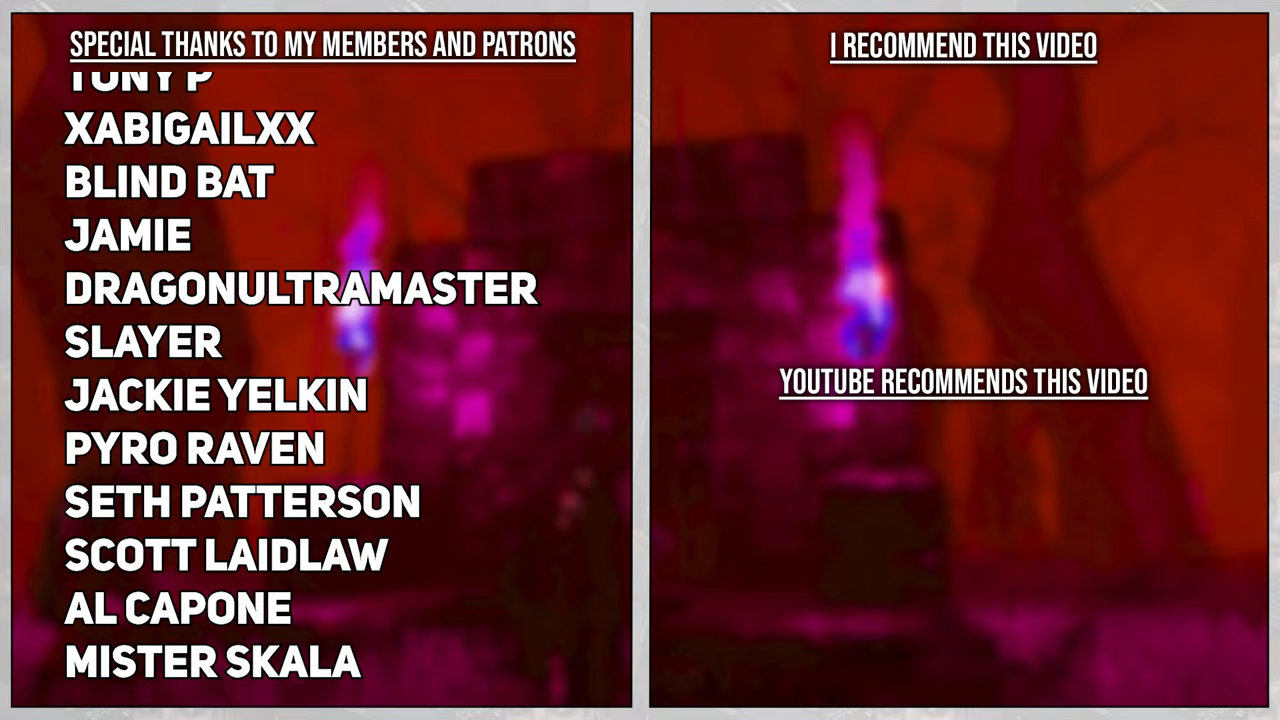 SPECIAL THANKS TO MY MEMBERS AND PATRONS
TONY P
XABIGAILXX
BLIND BAT
JAMIE
DRAGONULTRAMASTER
SLAYER
JACKIE YELKIN
PYRO RAVEN
SETH PATTERSON
SCOTT LAIDLAW
AL CAPONE
MISTER SKALA
I RECOMMEND THIS VIDEO
YOUTUBE RECOMMENDS THIS VIDEO